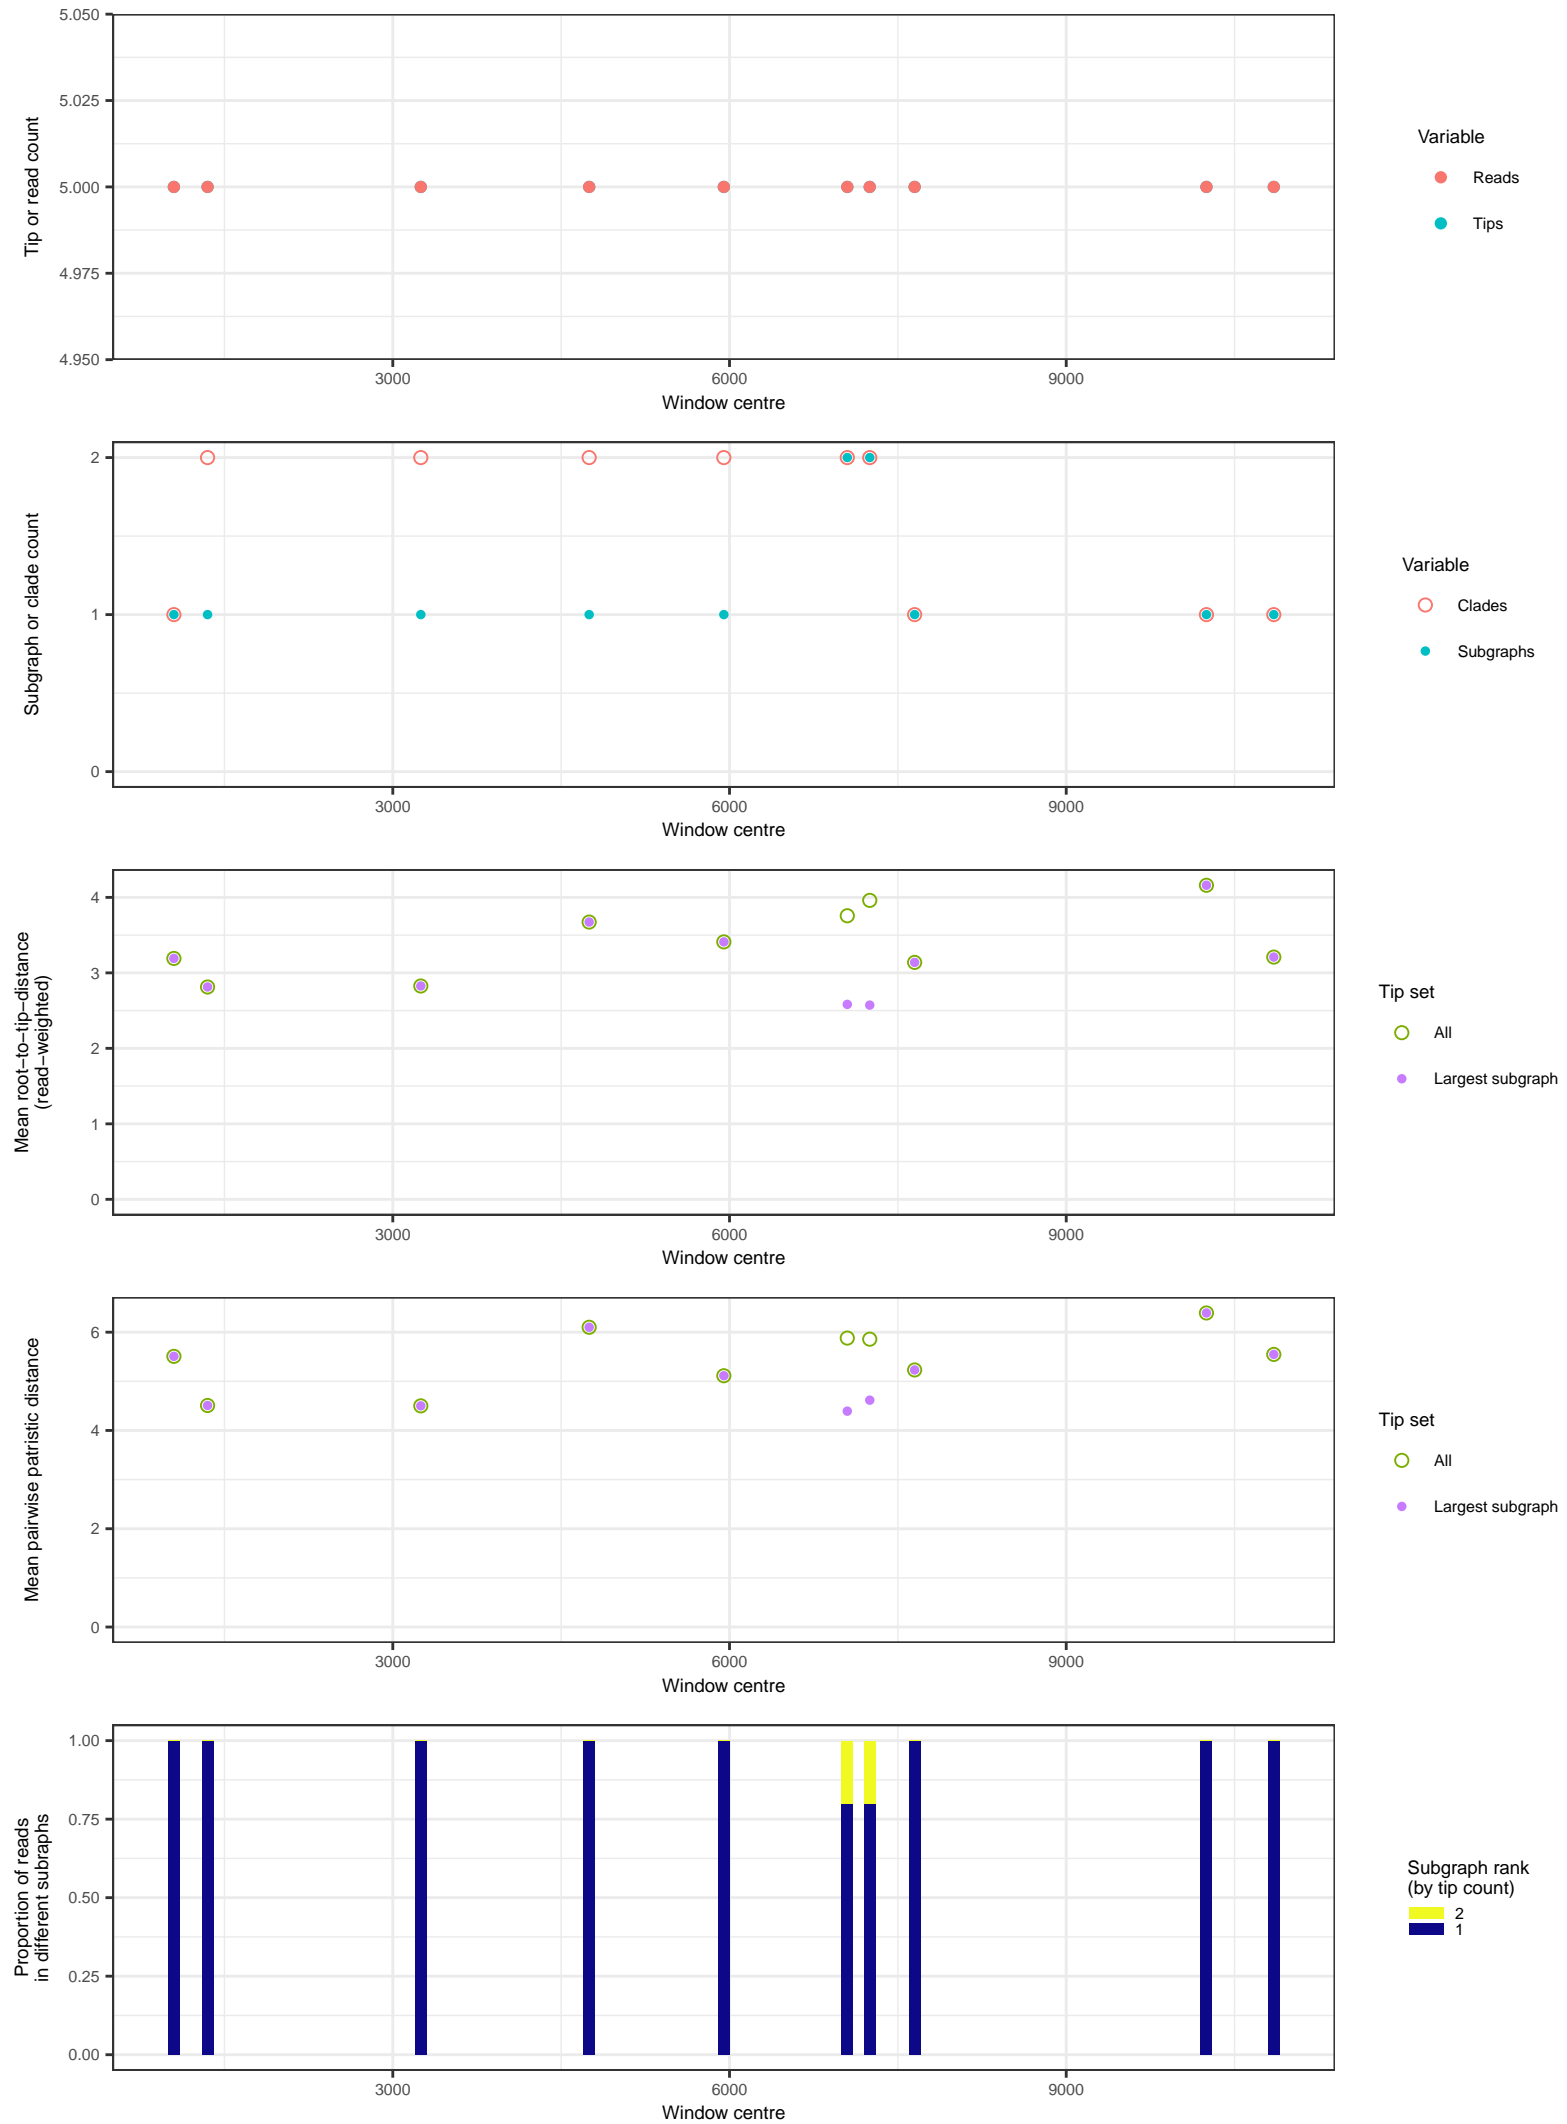 5.050
5.025
5.000
4.975
4.950
Tip or read count
3000
6000
9000
Window centre
Variable
Reads
Tips
2
1
0
Subgraph or clade count
3000
6000
9000
Window centre
Variable
Clades
Subgraphs
4
3
2
1
0
Mean root−to−tip−distance
(read−weighted)
3000
6000
9000
Window centre
Tip set
All
Largest subgraph
6
4
2
0
Mean pairwise patristic distance
3000
6000
9000
Window centre
Tip set
All
Largest subgraph
1.00
0.75
0.50
0.25
0.00
Proportion of reads
in different subraphs
3000
6000
9000
Window centre
Subgraph rank
(by tip count)
2
1